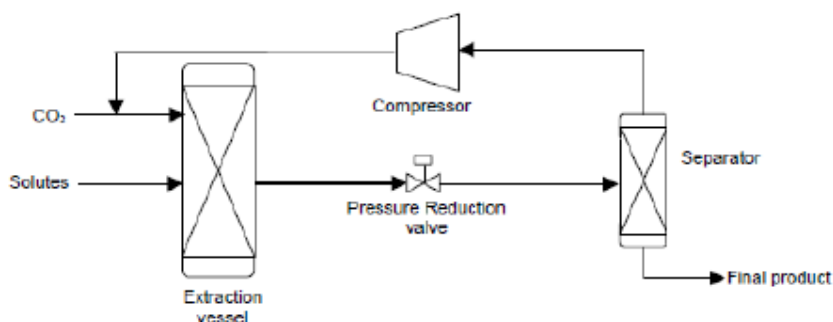 Compressor
CO₂
Solutes
Separator
Pressure Reduction
valve
Final product
Extraction
vessel